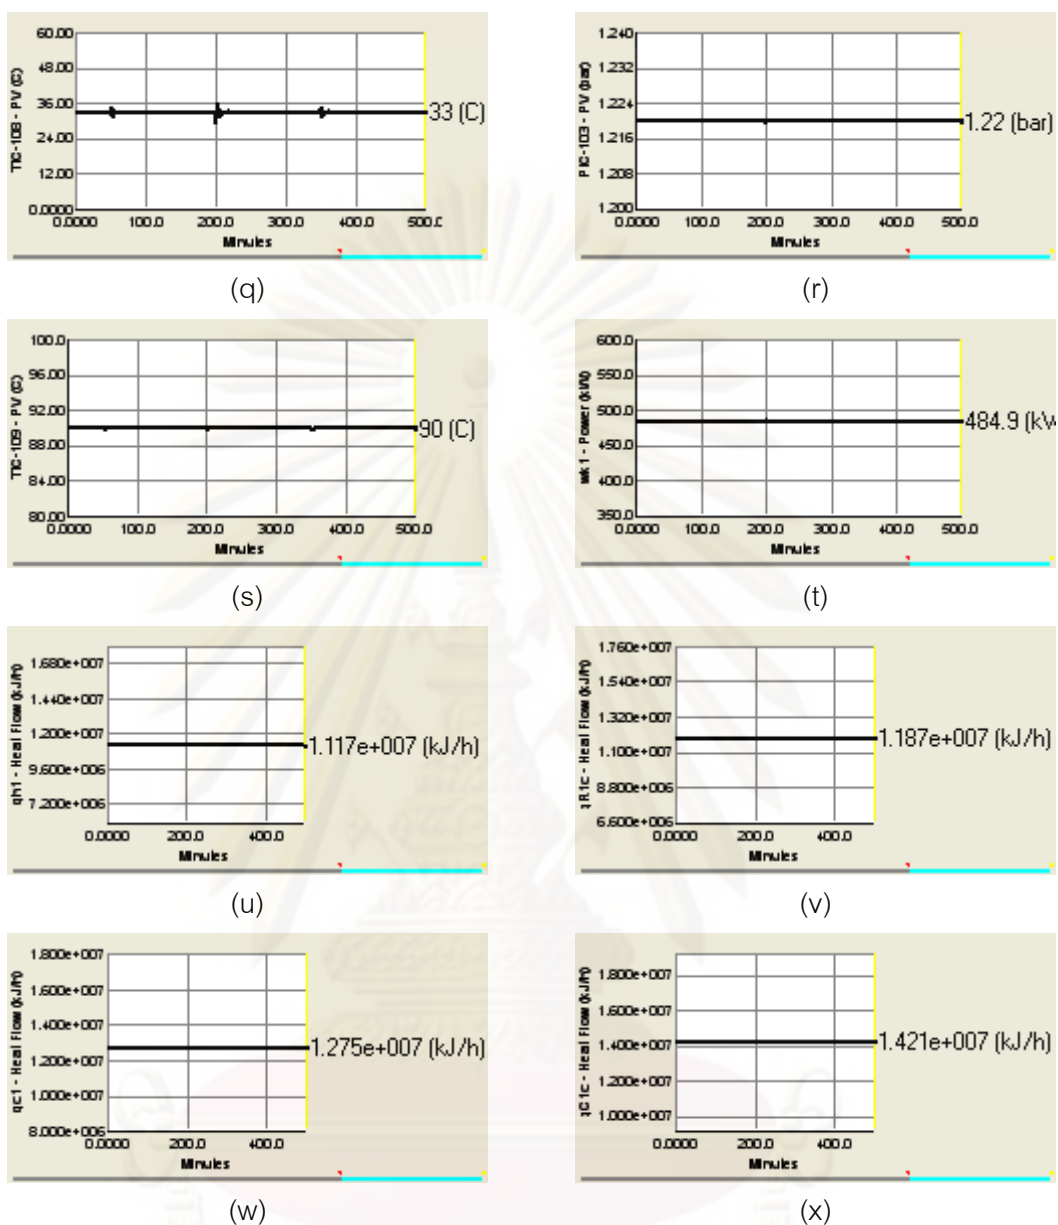 TIC-108 - PV (C)
60.00
48.00
36.00
24.00
12.00
0.0000
33 (C)
0.0000 100.0 200.0 300.0 400.0 500.0
Minutes
(q)
PIC-103 - PV (bar)
1.240
1.232
1.224
1.216
1.208
1.200
1.22 (bar)
0.0000 100.0 200.0 300.0 400.0 500.0
Minutes
(r)
TIC-109 - PV (C)
100.0
96.00
92.00
88.00
84.00
80.00
90 (C)
0.0000 100.0 200.0 300.0 400.0 500.0
Minutes
(s)
wk1 - Power (kW)
600.0
550.0
500.0
450.0
400.0
350.0
484.9 (kW
0.0000 100.0 200.0 300.0 400.0 500.0
Minutes
(t)
qh1 - Heat Flow (kJ/h)
1.680e+007
1.440e+007
1.200e+007
9.600e+006
7.200e+006
1.117e+007 (kJ/h)
0.0000 200.0 400.0
Minutes
(u)
qR1c - Heat Flow (kJ/h)
1.760e+007
1.540e+007
1.320e+007
1.100e+007
8.800e+006
6.600e+006
1.187e+007 (kJ/h)
0.0000 200.0 400.0
Minutes
(v)
qc1 - Heat Flow (kJ/h)
1.800e+007
1.600e+007
1.400e+007
1.200e+007
1.000e+007
8.000e+006
1.275e+007 (kJ/h)
0.0000 200.0 400.0
Minutes
(w)
qC1c - Heat Flow (kJ/h)
1.800e+007
1.600e+007
1.400e+007
1.200e+007
1.000e+007
1.421e+007 (kJ/h)
0.0000 200.0 400.0
Minutes
(x)